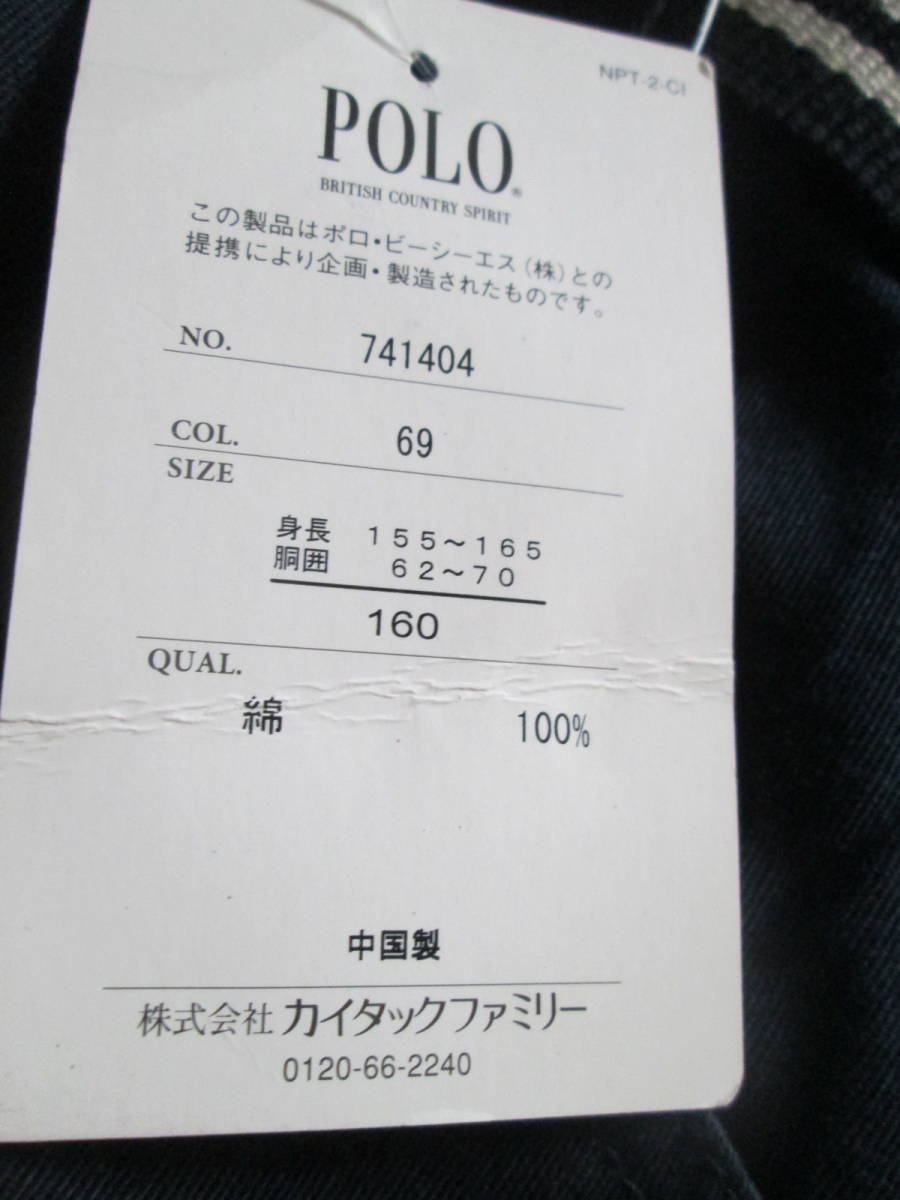 NPT-2-CI
POLO®
BRITISH COUNTRY SPIRIT
この製品はポロ・ビーシーエス（株）との
提携により企画・製造されたものです。
NO. 741404
COL. 69
SIZE
身長 155～165
胴囲 62～70
160
QUAL.
綿 100%
中国製
株式会社 カイタックファミリー
0120-66-2240